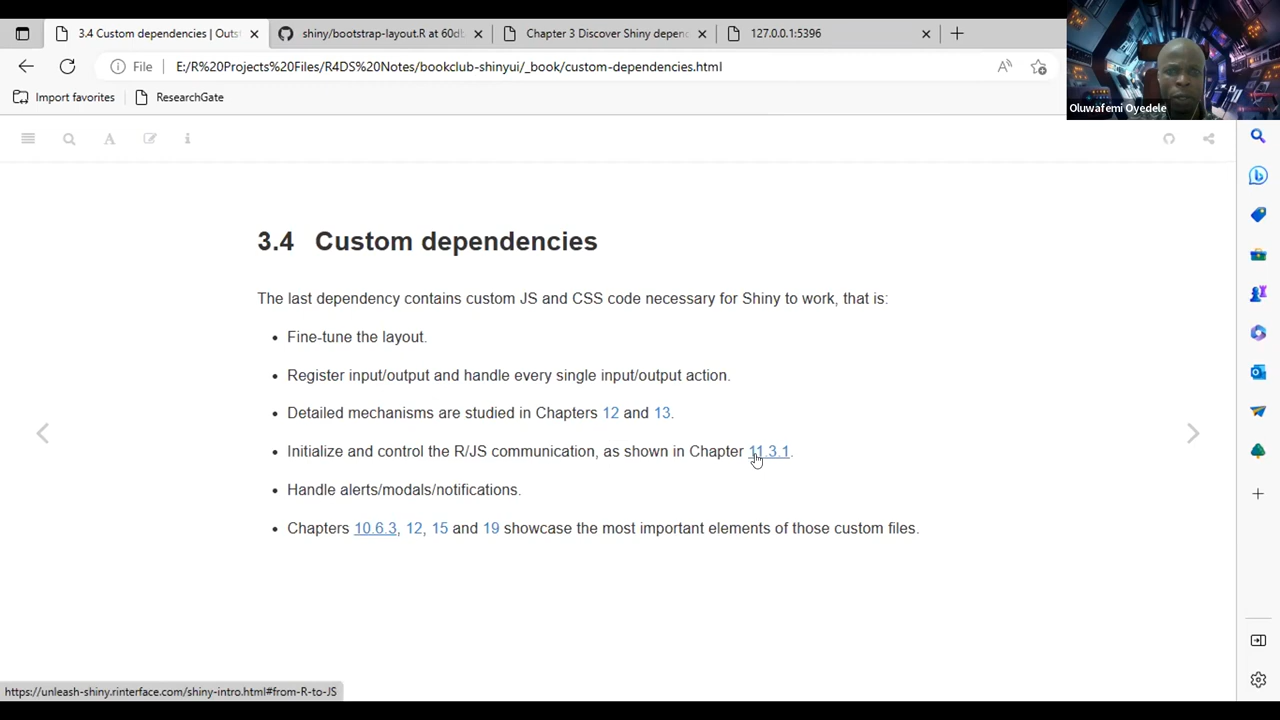 3.4 Custom dependencies | Outs
shiny/bootstrap-layout.R at 60db
Chapter 3 Discover Shiny depend
127.0.0.1:5396
File
E:/R%20Projects%20Files/R4DS%20Notes/bookclub-shinyui/_book/custom-dependencies.html
Import favorites
ResearchGate
Oluwafemi Oyedele
3.4 Custom dependencies
The last dependency contains custom JS and CSS code necessary for Shiny to work, that is:
• Fine-tune the layout.
• Register input/output and handle every single input/output action.
• Detailed mechanisms are studied in Chapters 12 and 13.
• Initialize and control the R/JS communication, as shown in Chapter 11.3.1.
• Handle alerts/modals/notifications.
• Chapters 10.6.3, 12, 15 and 19 showcase the most important elements of those custom files.
https://unleash-shiny.rinterface.com/shiny-intro.html#from-R-to-JS